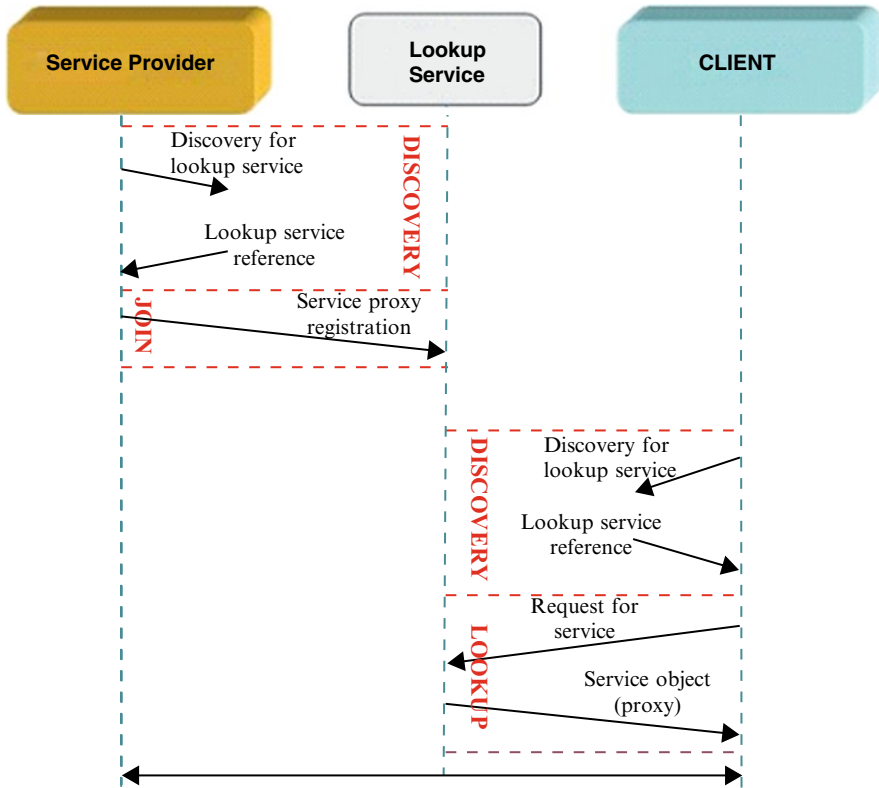 Service Provider
Lookup
Service
CLIENT
Discovery for
lookup service
DISCOVERY
Lookup service
reference
JOIN
Service proxy
registration
DISCOVERY
Discovery for
lookup service
Lookup service
reference
LOOKUP
Request for
service
Service object
(proxy)